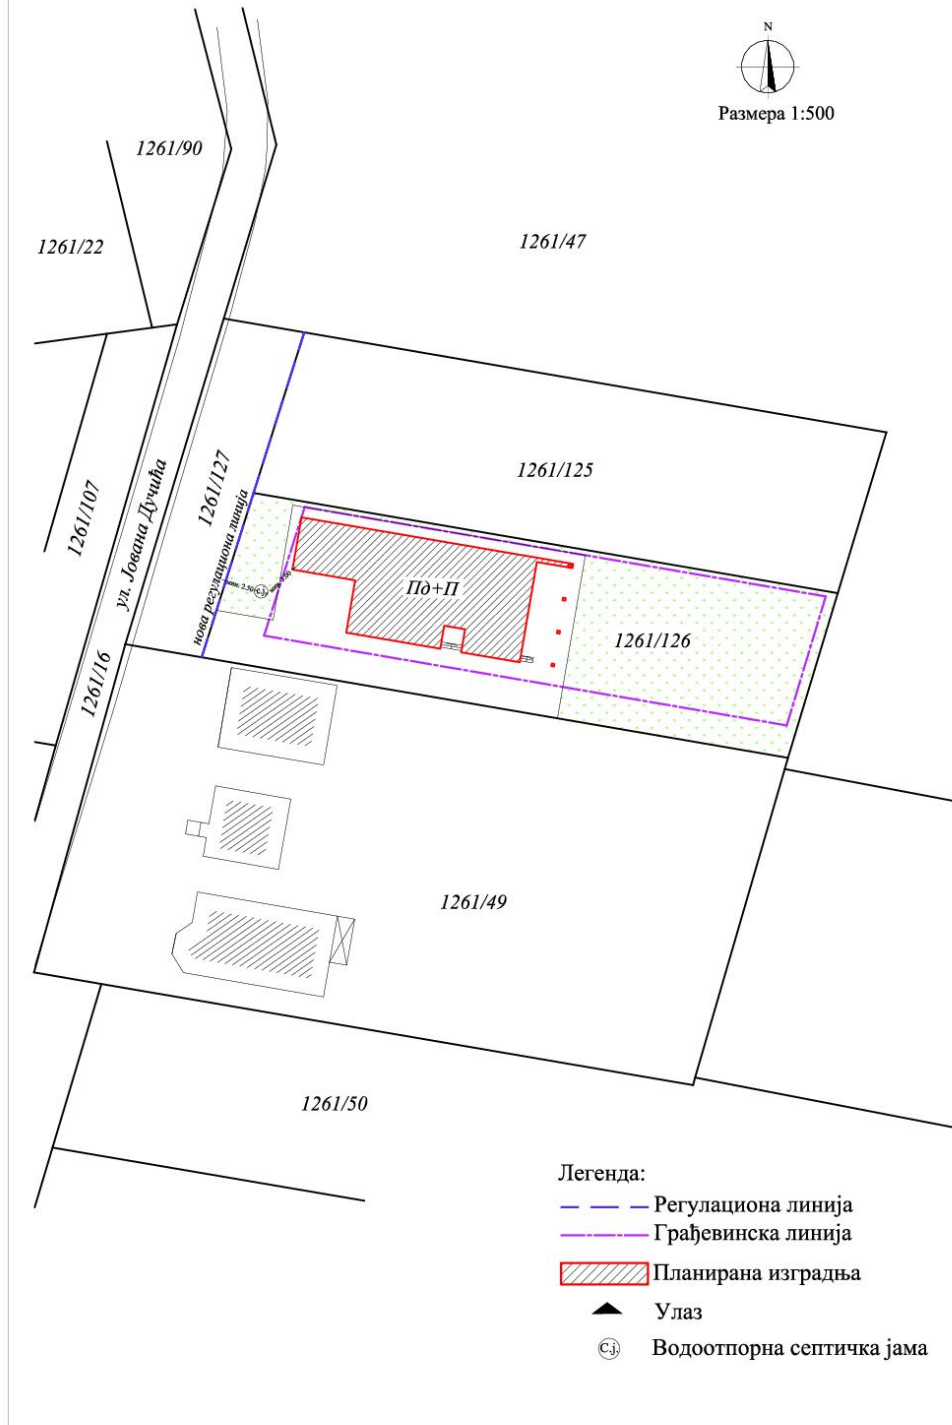 N
Размера 1:500
1261/90
1261/22
1261/47
1261/125
1261/127
1261/107
ул. Јована Дучића
нова регулациона линија
Пд+П
1261/126
С.ј.
1261/16
1261/49
1261/50
Легенда:
Регулациона линија
Грађевинска линија
Планирана изградња
Улаз
С.ј. Водоотпорна септичка јама